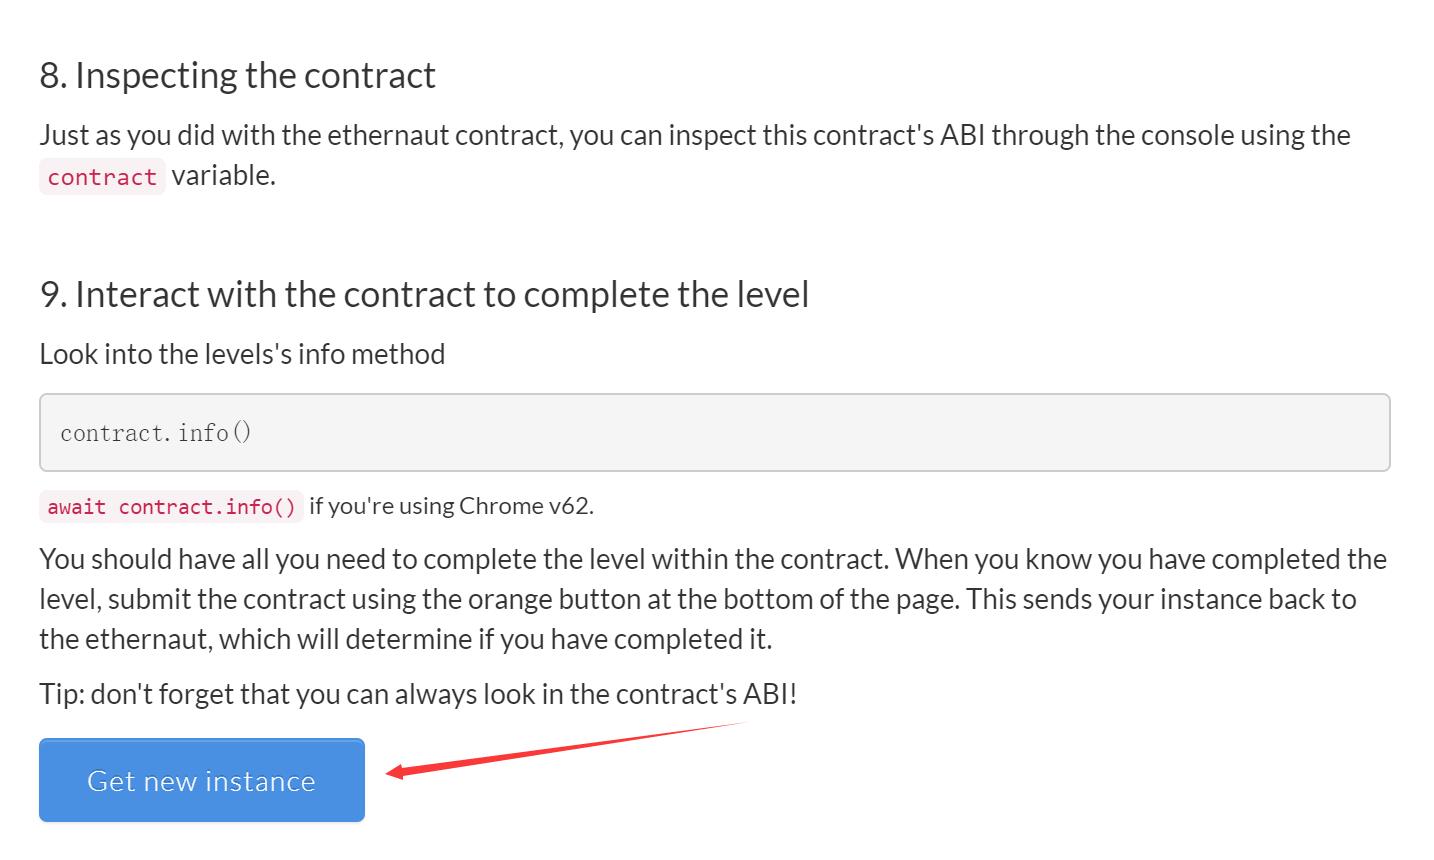 8. Inspecting the contract
Just as you did with the ethernaut contract, you can inspect this contract's ABI through the console using the
contract variable.
9. Interact with the contract to complete the level
Look into the levels's info method
contract.info()
await contract.info() if you're using Chrome v62.
You should have all you need to complete the level within the contract. When you know you have completed the
level, submit the contract using the orange button at the bottom of the page. This sends your instance back to
the ethernaut, which will determine if you have completed it.
Tip: don't forget that you can always look in the contract's ABI!
Get new instance